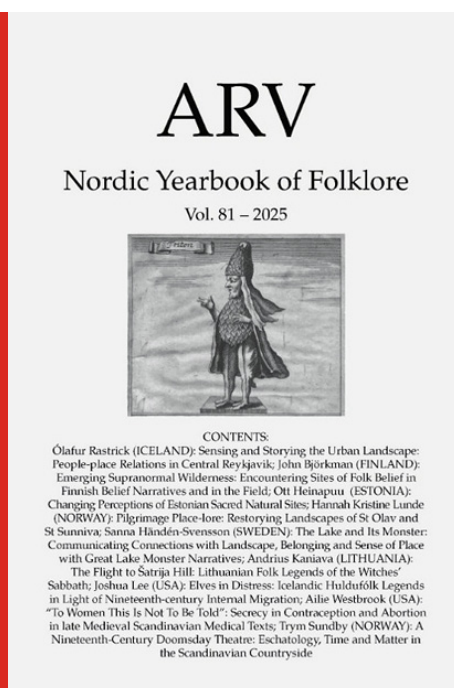 ARV
Nordic Yearbook of Folklore
Vol. 81 – 2025
CONTENTS:
Ólafur Rastrick (ICELAND): Sensing and Storying the Urban Landscape:
People-place Relations in Central Reykjavik; John Björkman (FINLAND):
Emerging Supranormal Wilderness: Encountering Sites of Folk Belief in
Finnish Belief Narratives and in the Field; Ott Heinapuu (ESTONIA):
Changing Perceptions of Estonian Sacred Natural Sites; Hannah Kristine Lunde
(NORWAY): Pilgrimage Place-lore: Restorying Landscapes of St Olav and
St Sunniva; Sanna Händén-Svensson (SWEDEN): The Lake and Its Monster:
Communicating Connections with Landscape, Belonging and Sense of Place
with Great Lake Monster Narratives; Andrius Kaniava (LITHUANIA):
The Flight to Šatrija Hill: Lithuanian Folk Legends of the Witches’
Sabbath; Joshua Lee (USA): Elves in Distress: Icelandic Huldufólk Legends
in Light of Nineteenth-century Internal Migration; Ailie Westbrook (USA):
“To Women This Is Not To Be Told”: Secrecy in Contraception and Abortion
in late Medieval Scandinavian Medical Texts; Trym Sundby (NORWAY): A
Nineteenth-Century Doomsday Theatre: Eschatology, Time and Matter in
the Scandinavian Countryside